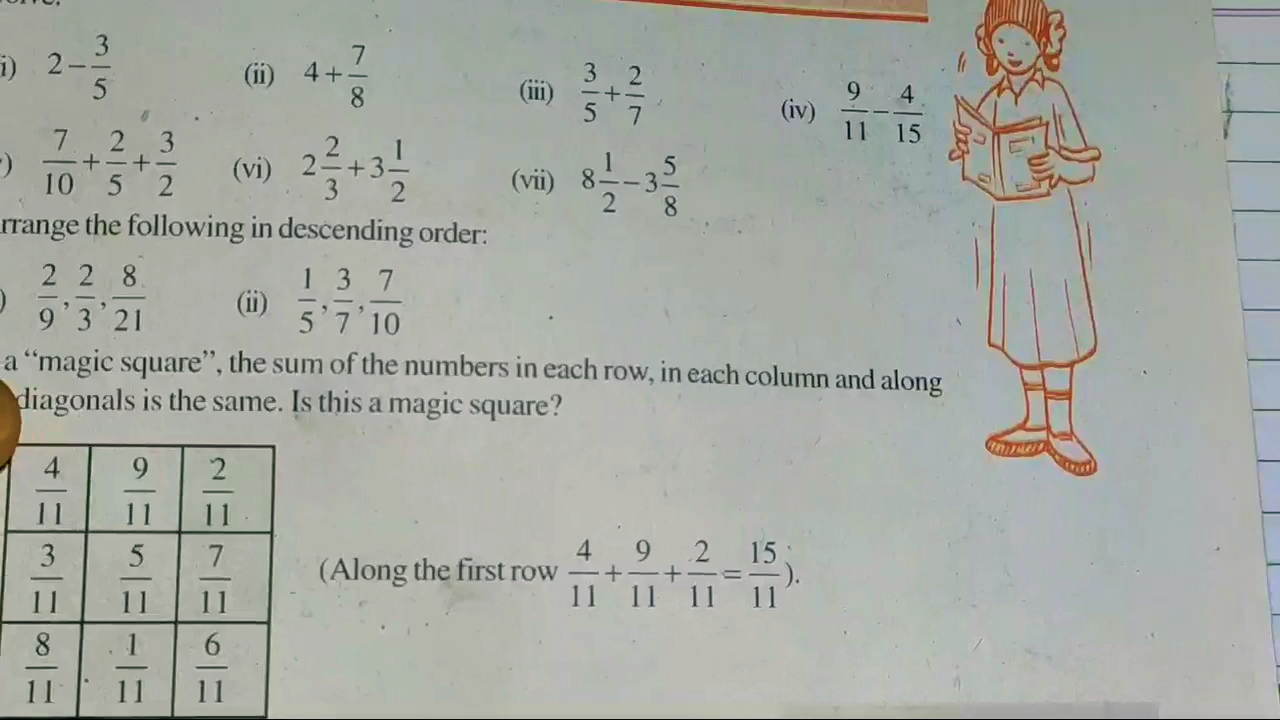 i) 2 − 3/5 (ii) 4 + 7/8 (iii) 3/5 + 2/7 (iv) 9/11 − 4/15
) 7/10 + 2/5 + 3/2 (vi) 2 2/3 + 3 1/2 (vii) 8 1/2 − 3 5/8
rrange the following in descending order:
) 2/9, 2/3, 8/21 (ii) 1/5, 3/7, 7/10
a “magic square”, the sum of the numbers in each row, in each column and along
diagonals is the same. Is this a magic square?
4/11 9/11 2/11
3/11 5/11 7/11
(Along the first row 4/11 + 9/11 + 2/11 = 15/11).
8/11 1/11 6/11